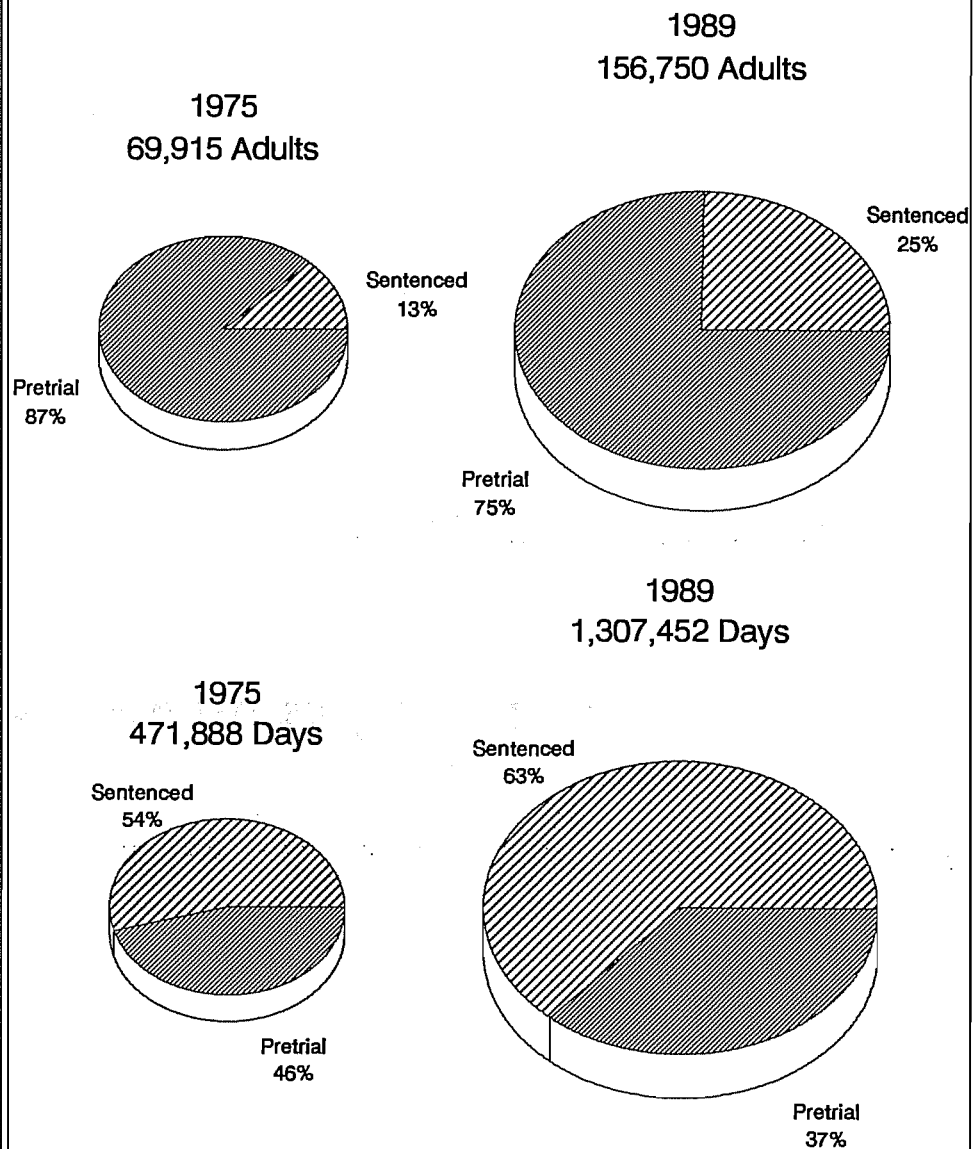 1975
69,915 Adults
Sentenced
13%
Pretrial
87%
1989
156,750 Adults
Sentenced
25%
Pretrial
75%
1975
471,888 Days
Sentenced
54%
Pretrial
46%
1989
1,307,452 Days
Sentenced
63%
Pretrial
37%